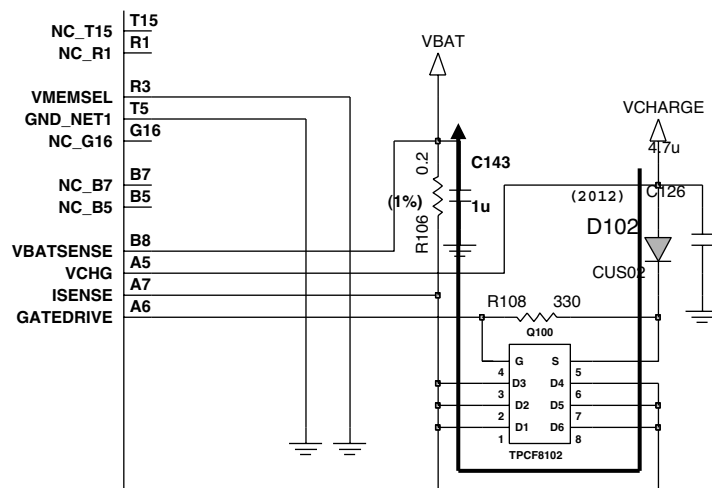 T15
NC_T15
R1
NC_R1
VBAT
R3
VMEMSEL
T5
GND_NET1
VCHARGE
G16
NC_G16
4.7u
0.2
C143
B7
NC_B7
C126
(2012)
B5
NC_B5
(1%)
1u
D102
R106
B8
VBATSENSE
A5
VCHG
CUS02
A7
ISENSE
R108
330
A6
GATEDRIVE
Q100
G
S
4
5
D3
D4
3
6
D2
D5
2
7
D1
D6
1
8
TPCF8102